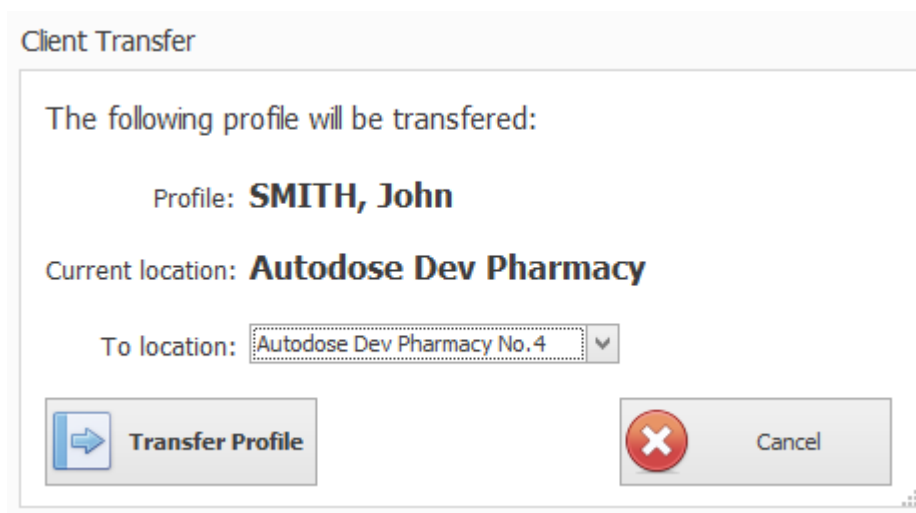 Client Transfer
The following profile will be transfered:
Profile: SMITH, John
Current location: Autodose Dev Pharmacy
To location: Autodose Dev Pharmacy No.4
Transfer Profile
Cancel